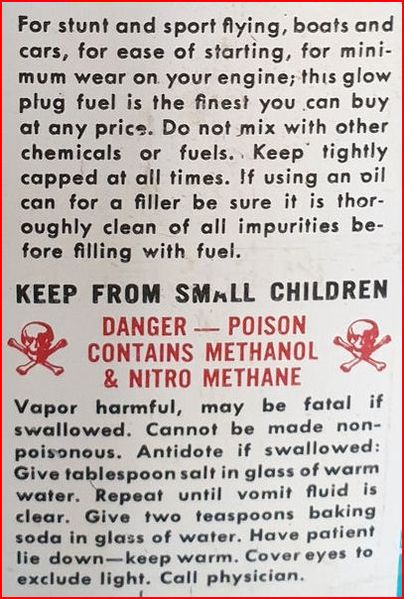 For stunt and sport flying, boats and
cars, for ease of starting, for mini-
mum wear on your engine; this glow
plug fuel is the finest you can buy
at any price. Do not mix with other
chemicals or fuels. Keep tightly
capped at all times. If using an oil
can for a filler be sure it is thor-
oughly clean of all impurities be-
fore filling with fuel.
KEEP FROM SMALL CHILDREN
DANGER — POISON
CONTAINS METHANOL
& NITRO METHANE
Vapor harmful, may be fatal if
swallowed. Cannot be made non-
poisonous. Antidote if swallowed:
Give tablespoon salt in glass of warm
water. Repeat until vomit fluid is
clear. Give two teaspoons baking
soda in glass of water. Have patient
lie down—keep warm. Cover eyes to
exclude light. Call physician.